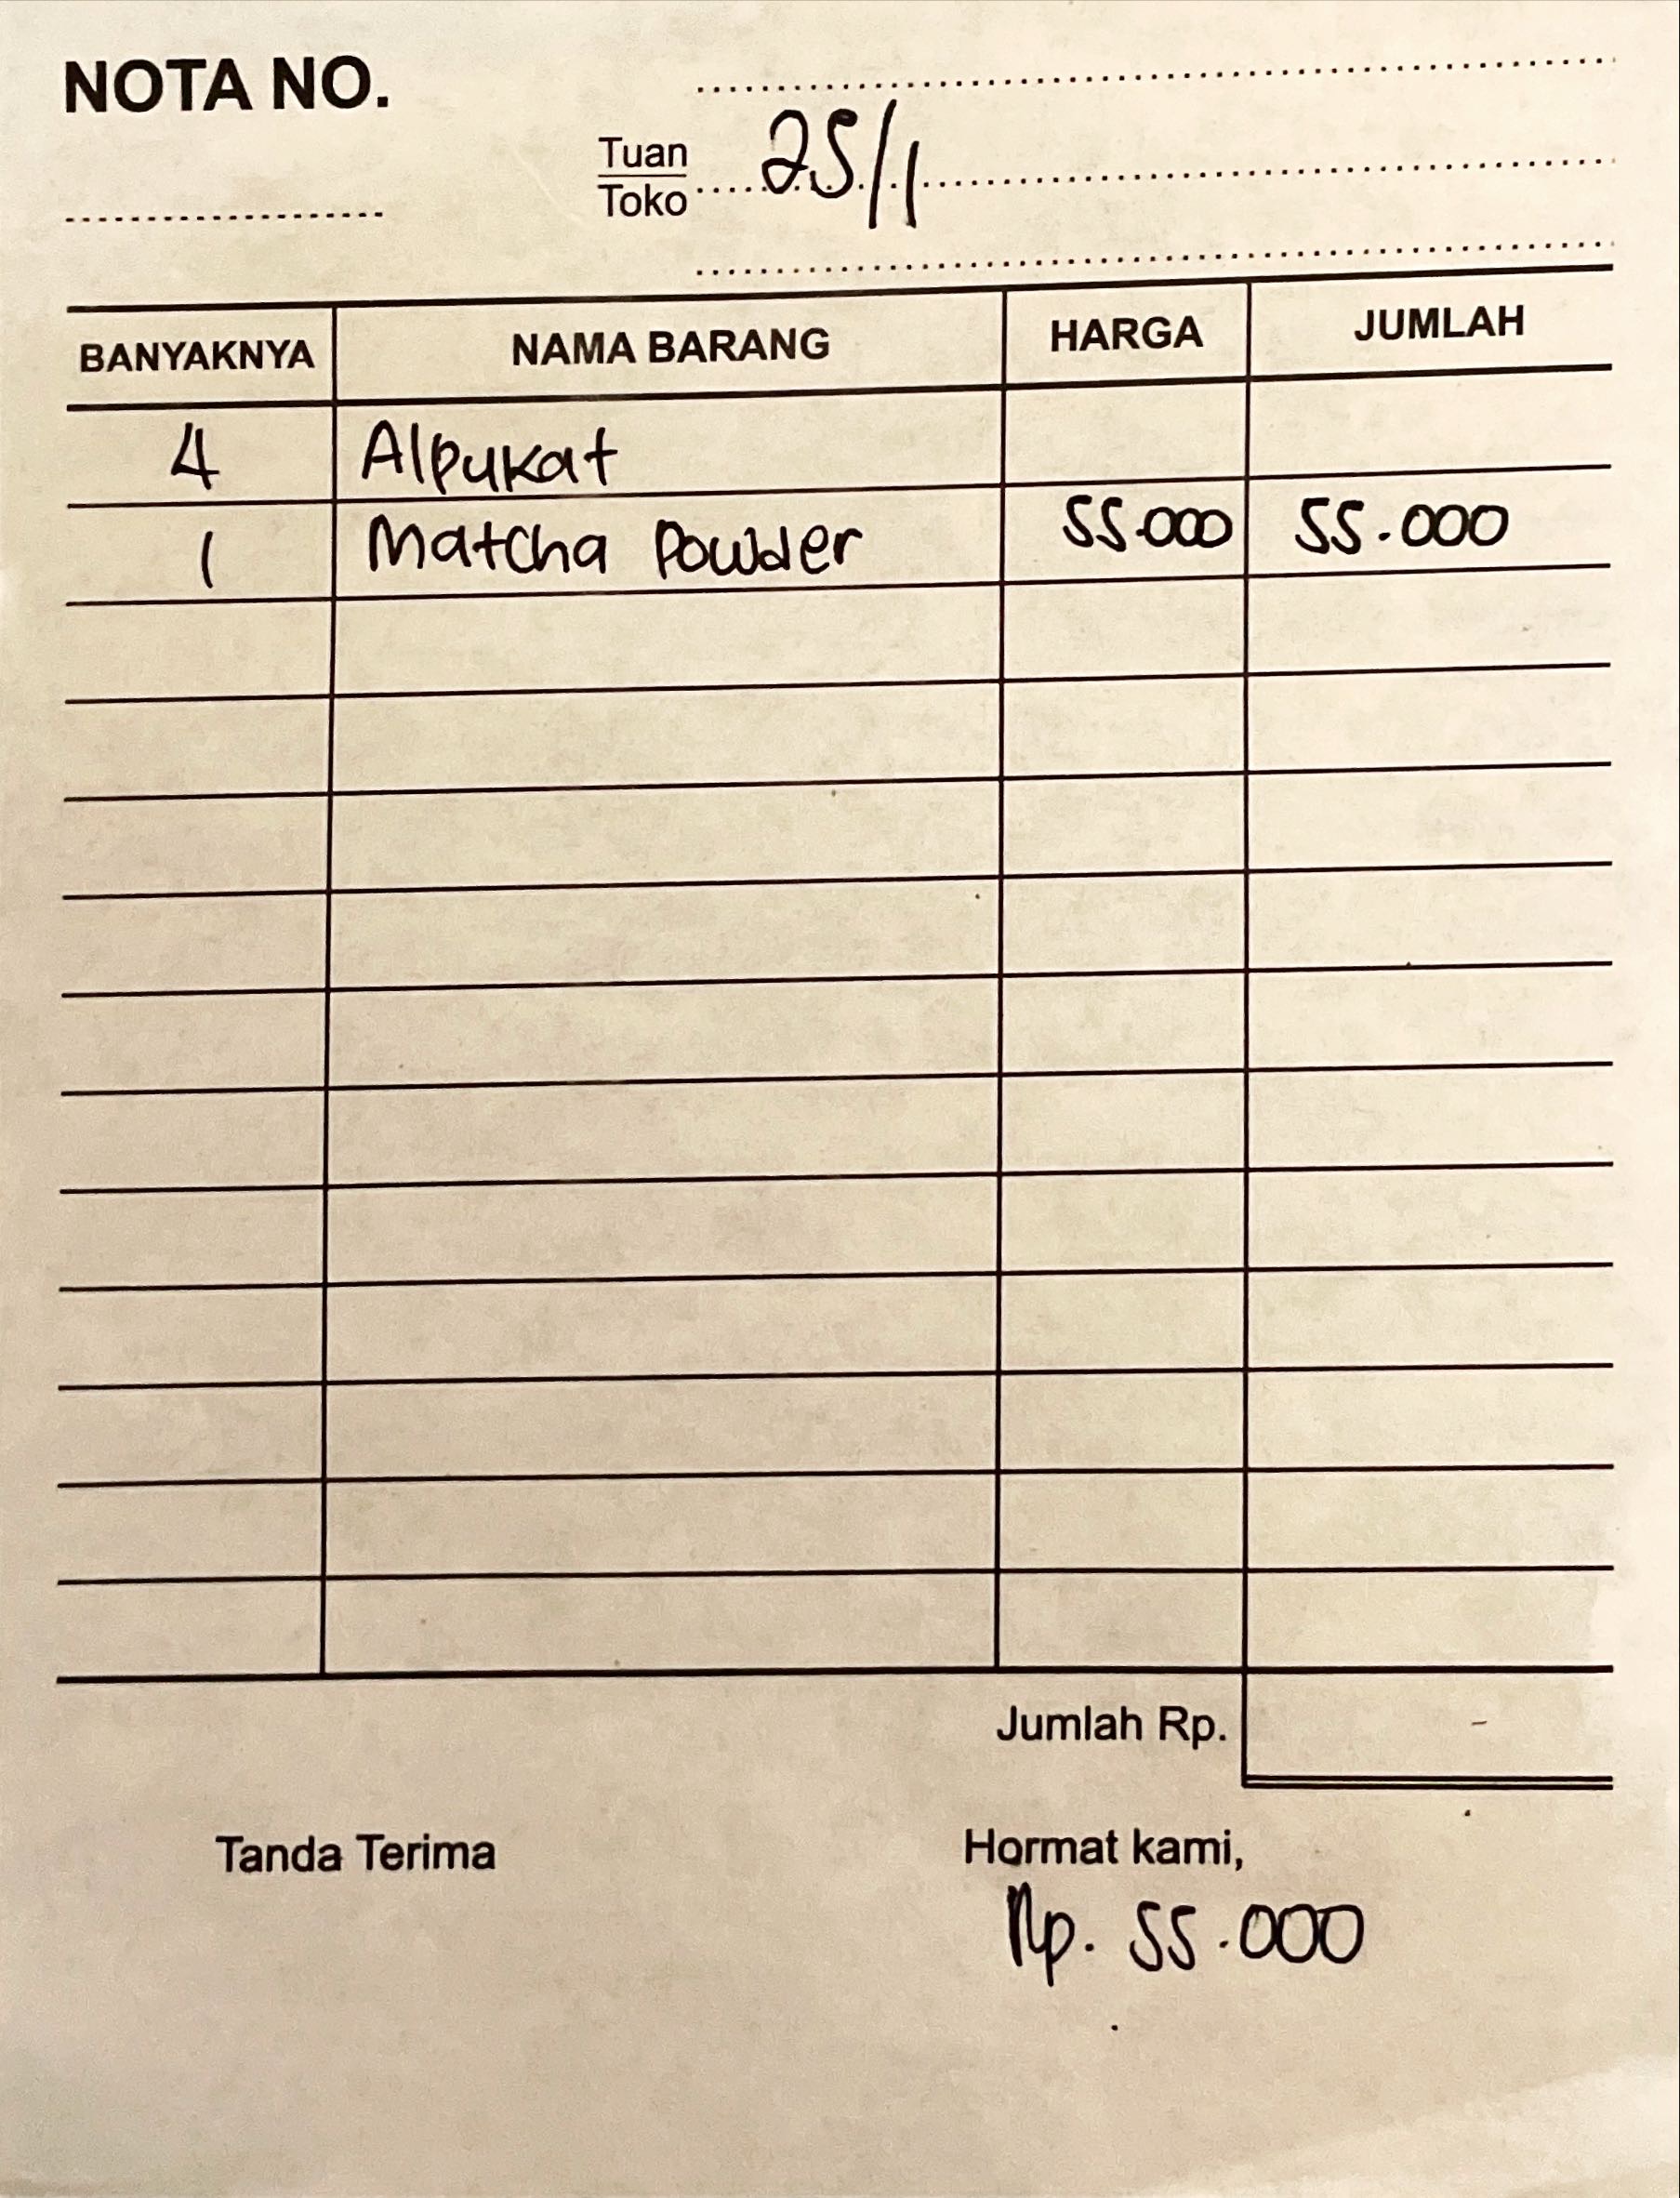 NOTA NO.
Tuan
Toko 25/1
BANYAKNYA NAMA BARANG HARGA JUMLAH
4 Alpukat
1 Matcha Powder 55.000 55.000
Jumlah Rp. -
Tanda Terima Hormat kami,
Rp. 55.000